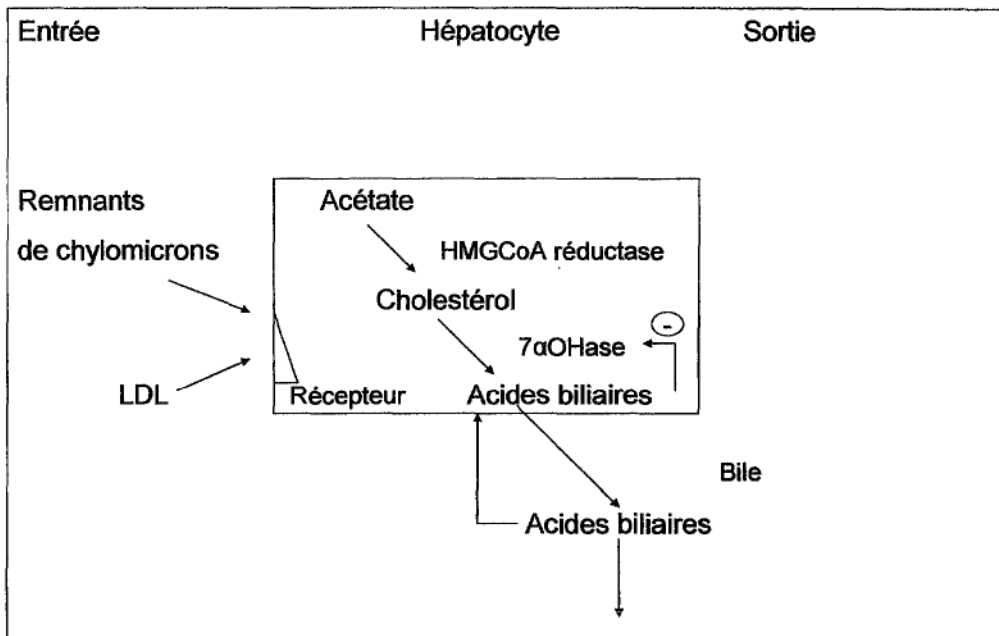 Entrée Hépatocyte Sortie
Remnants Acétate
de chylomicrons HMGCoA réductase
Cholestérol
-
7αOHase
LDL Récepteur Acides biliaires
Bile
Acides biliaires